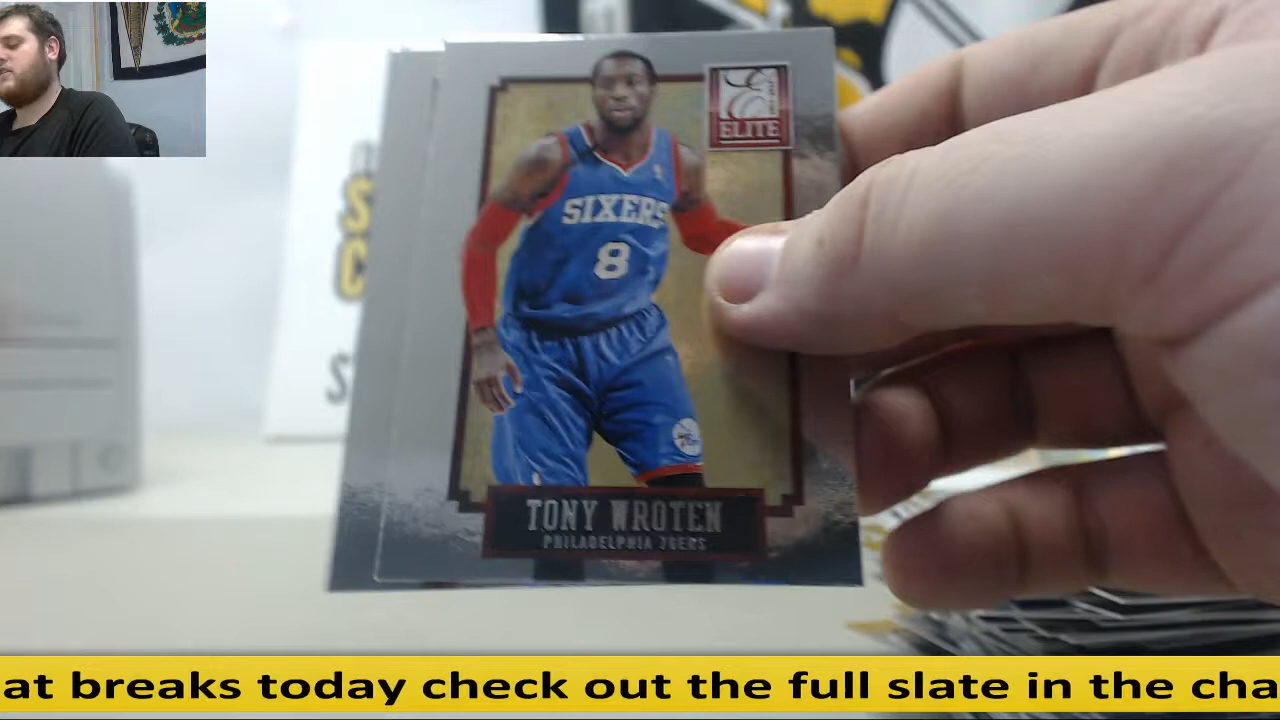 ELITE
SIXERS
8
TONY WROTEN
PHILADELPHIA 76ERS
at breaks today check out the full slate in the cha